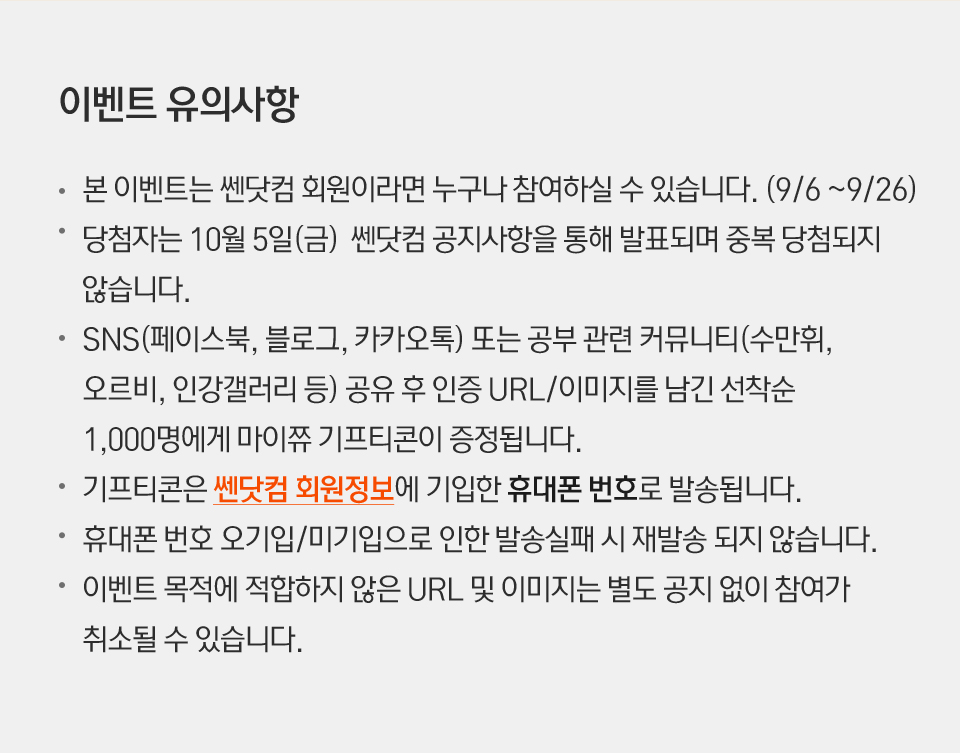 이벤트 유의사항
• 본 이벤트는 쎈닷컴 회원이라면 누구나 참여하실 수 있습니다. (9/6 ~9/26)
• 당첨자는 10월 5일(금) 쎈닷컴 공지사항을 통해 발표되며 중복 당첨되지
않습니다.
• SNS(페이스북, 블로그, 카카오톡) 또는 공부 관련 커뮤니티(수만휘,
오르비, 인강갤러리 등) 공유 후 인증 URL/이미지를 남긴 선착순
1,000명에게 마이쮸 기프티콘이 증정됩니다.
• 기프티콘은 쎈닷컴 회원정보에 기입한 휴대폰 번호로 발송됩니다.
• 휴대폰 번호 오기입/미기입으로 인한 발송실패 시 재발송 되지 않습니다.
• 이벤트 목적에 적합하지 않은 URL 및 이미지는 별도 공지 없이 참여가
취소될 수 있습니다.